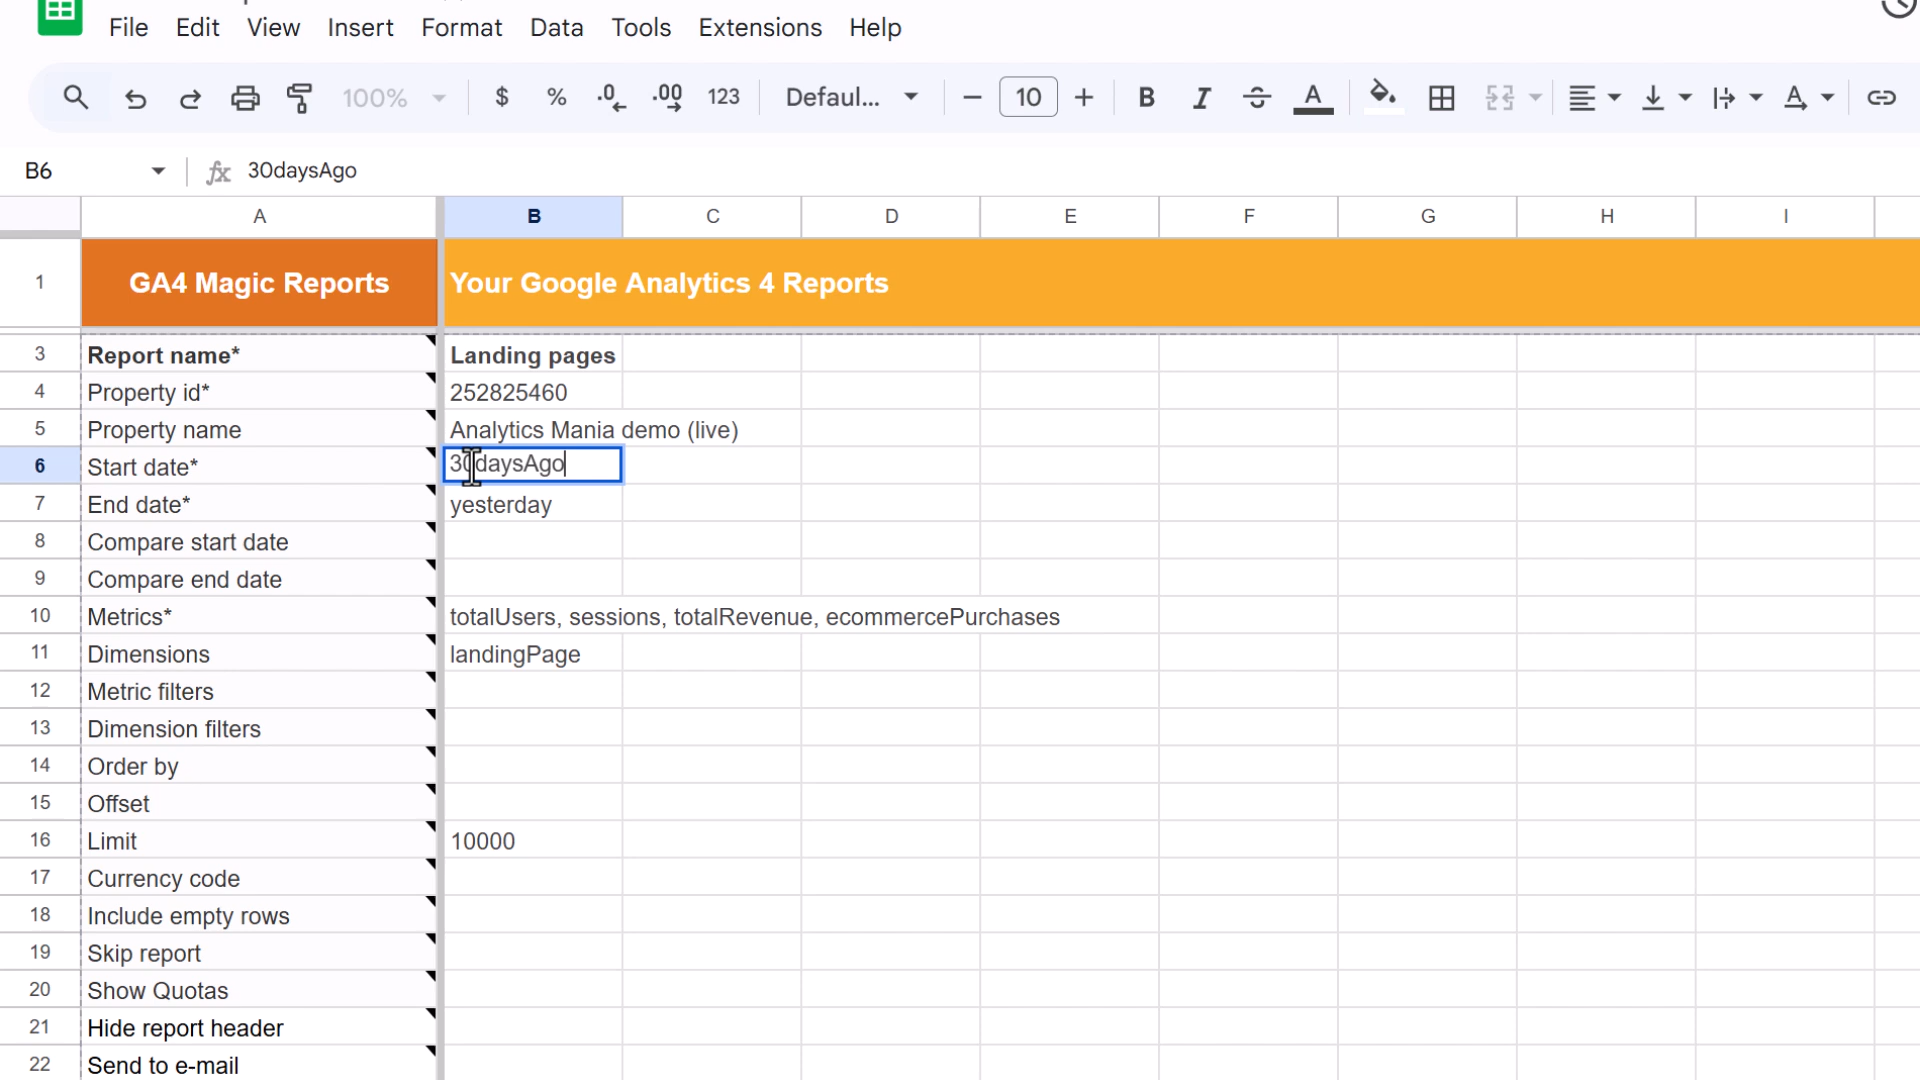 File Edit View Insert Format Data Tools Extensions Help
100% $ % .0 .00 123 Defaul... 10 B I A
B6 fx 30daysAgo
A B C D E F G H I
1 GA4 Magic Reports Your Google Analytics 4 Reports
3 Report name* Landing pages
4 Property id* 252825460
5 Property name Analytics Mania demo (live)
6 Start date* 30daysAgo
7 End date* yesterday
8 Compare start date
9 Compare end date
10 Metrics* totalUsers, sessions, totalRevenue, ecommercePurchases
11 Dimensions landingPage
12 Metric filters
13 Dimension filters
14 Order by
15 Offset
16 Limit 10000
17 Currency code
18 Include empty rows
19 Skip report
20 Show Quotas
21 Hide report header
22 Send to e-mail